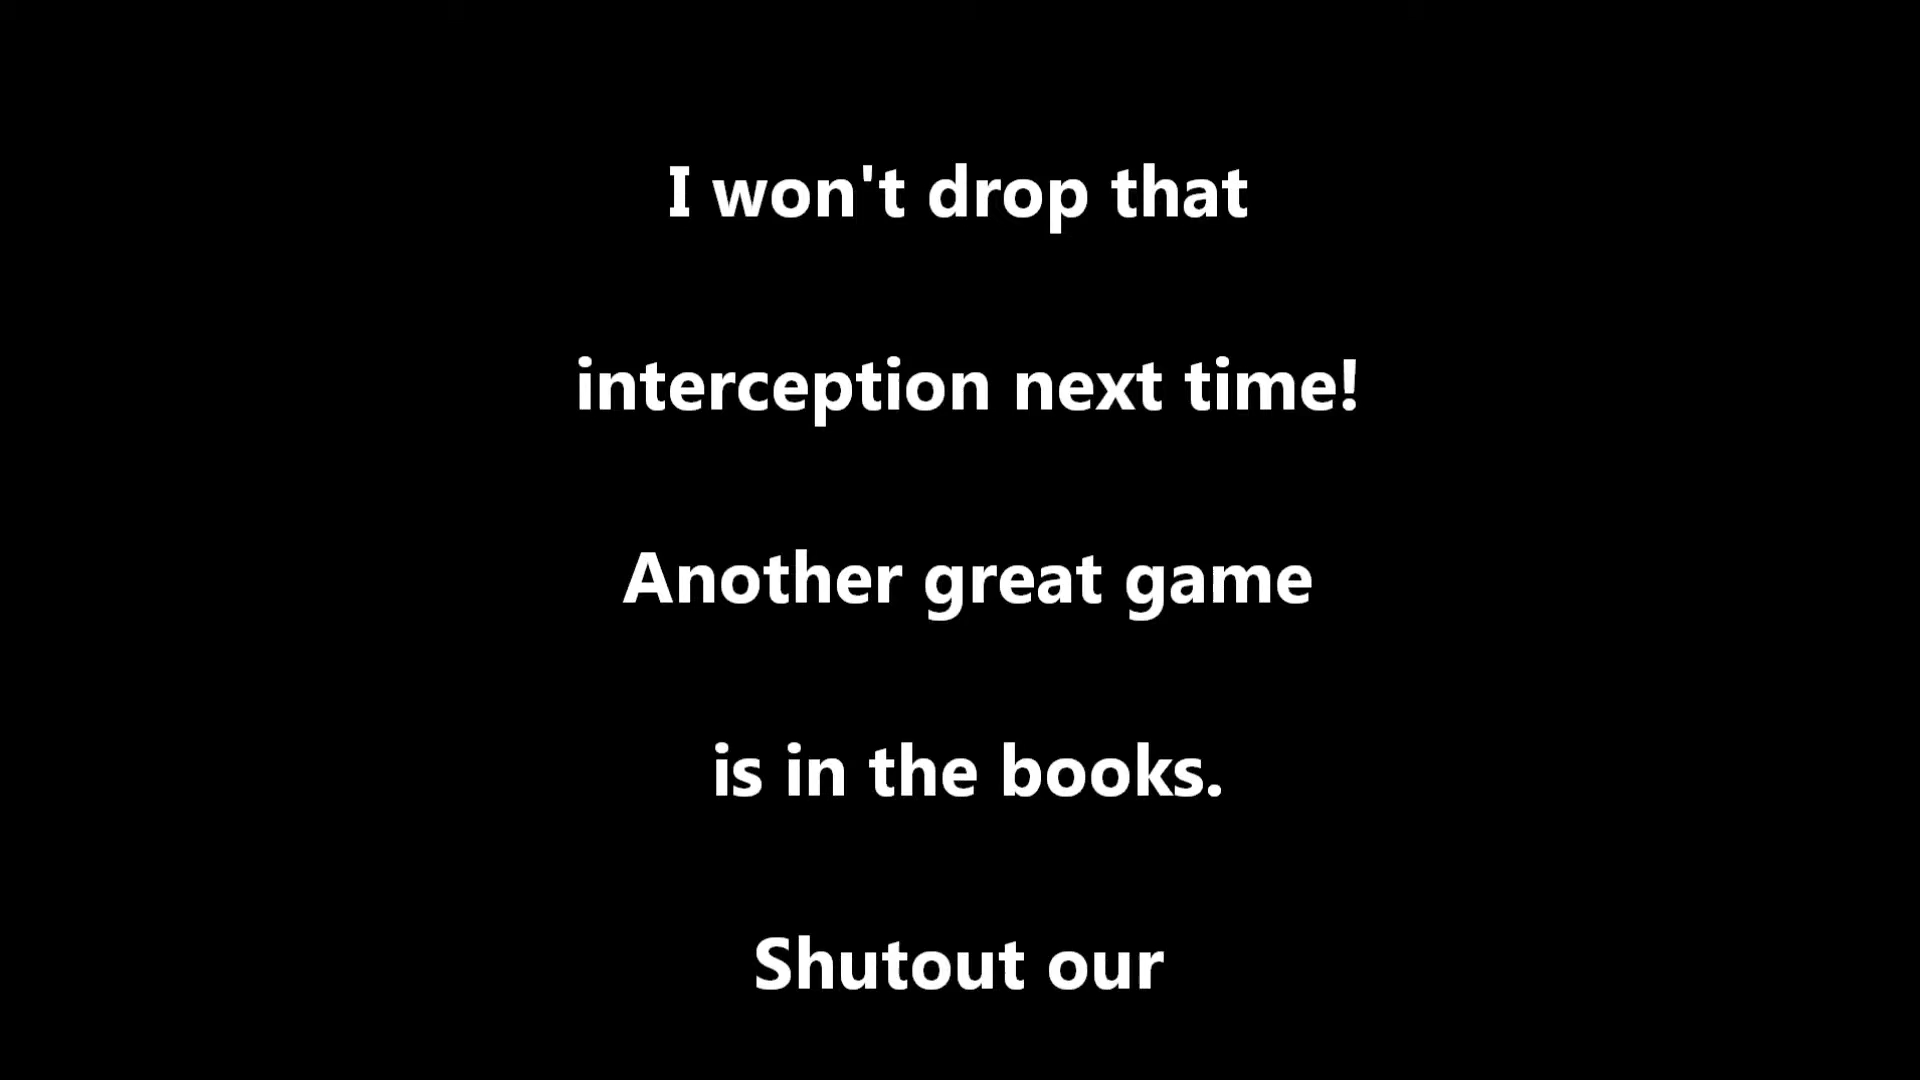 I won't drop that
interception next time!
Another great game
is in the books.
Shutout our